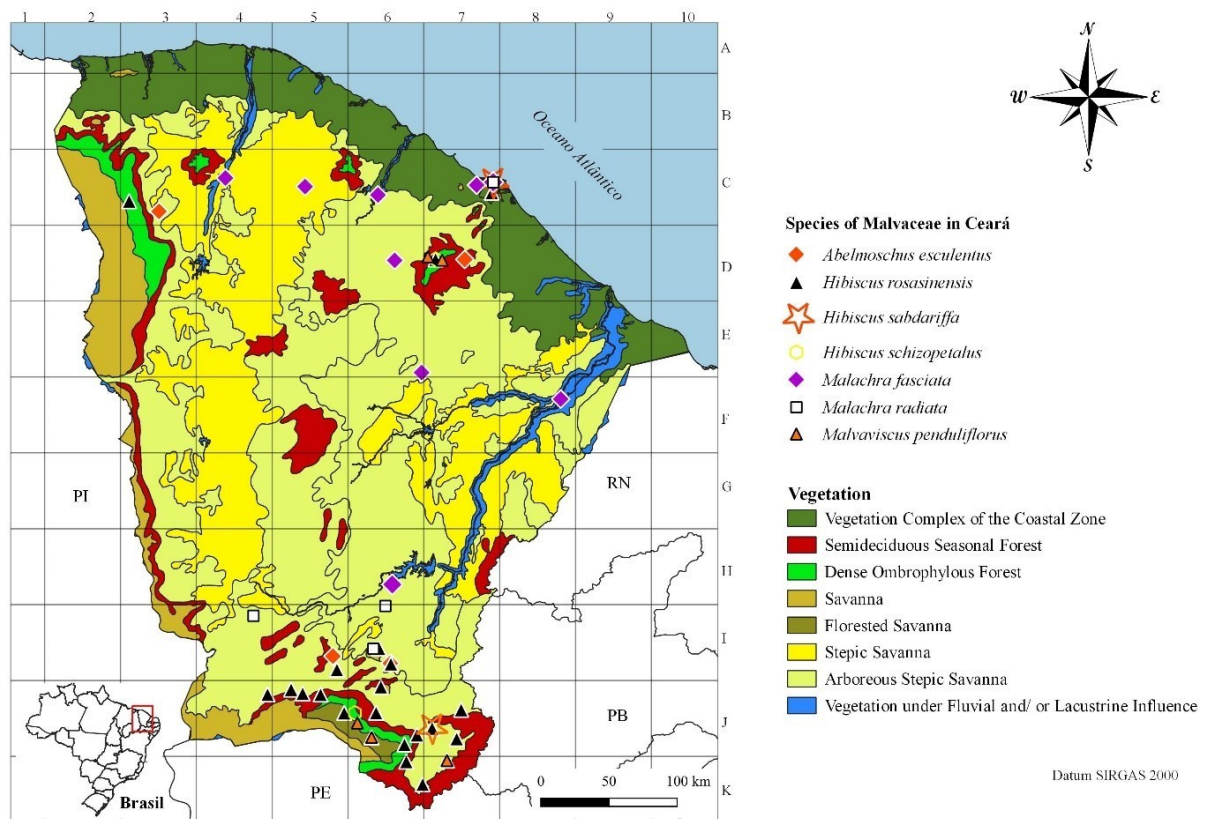 1 2 3 4 5 6 7 8 9 10
A
B
C
D
E
F
G
H
I
J
K
Oceano Atlântico
PI
RN
PB
PE
Brasil
0 50 100 km
N
W E
S
Species of Malvaceae in Ceará
Abelmoschus esculentus
Hibiscus rosasinensis
Hibiscus sabdariffa
Hibiscus schizopetalus
Malachra fasciata
Malachra radiata
Malvaviscus penduliflorus
Vegetation
Vegetation Complex of the Coastal Zone
Semideciduous Seasonal Forest
Dense Ombrophylous Forest
Savanna
Florested Savanna
Stepic Savanna
Arboreous Stepic Savanna
Vegetation under Fluvial and/ or Lacustrine Influence
Datum SIRGAS 2000